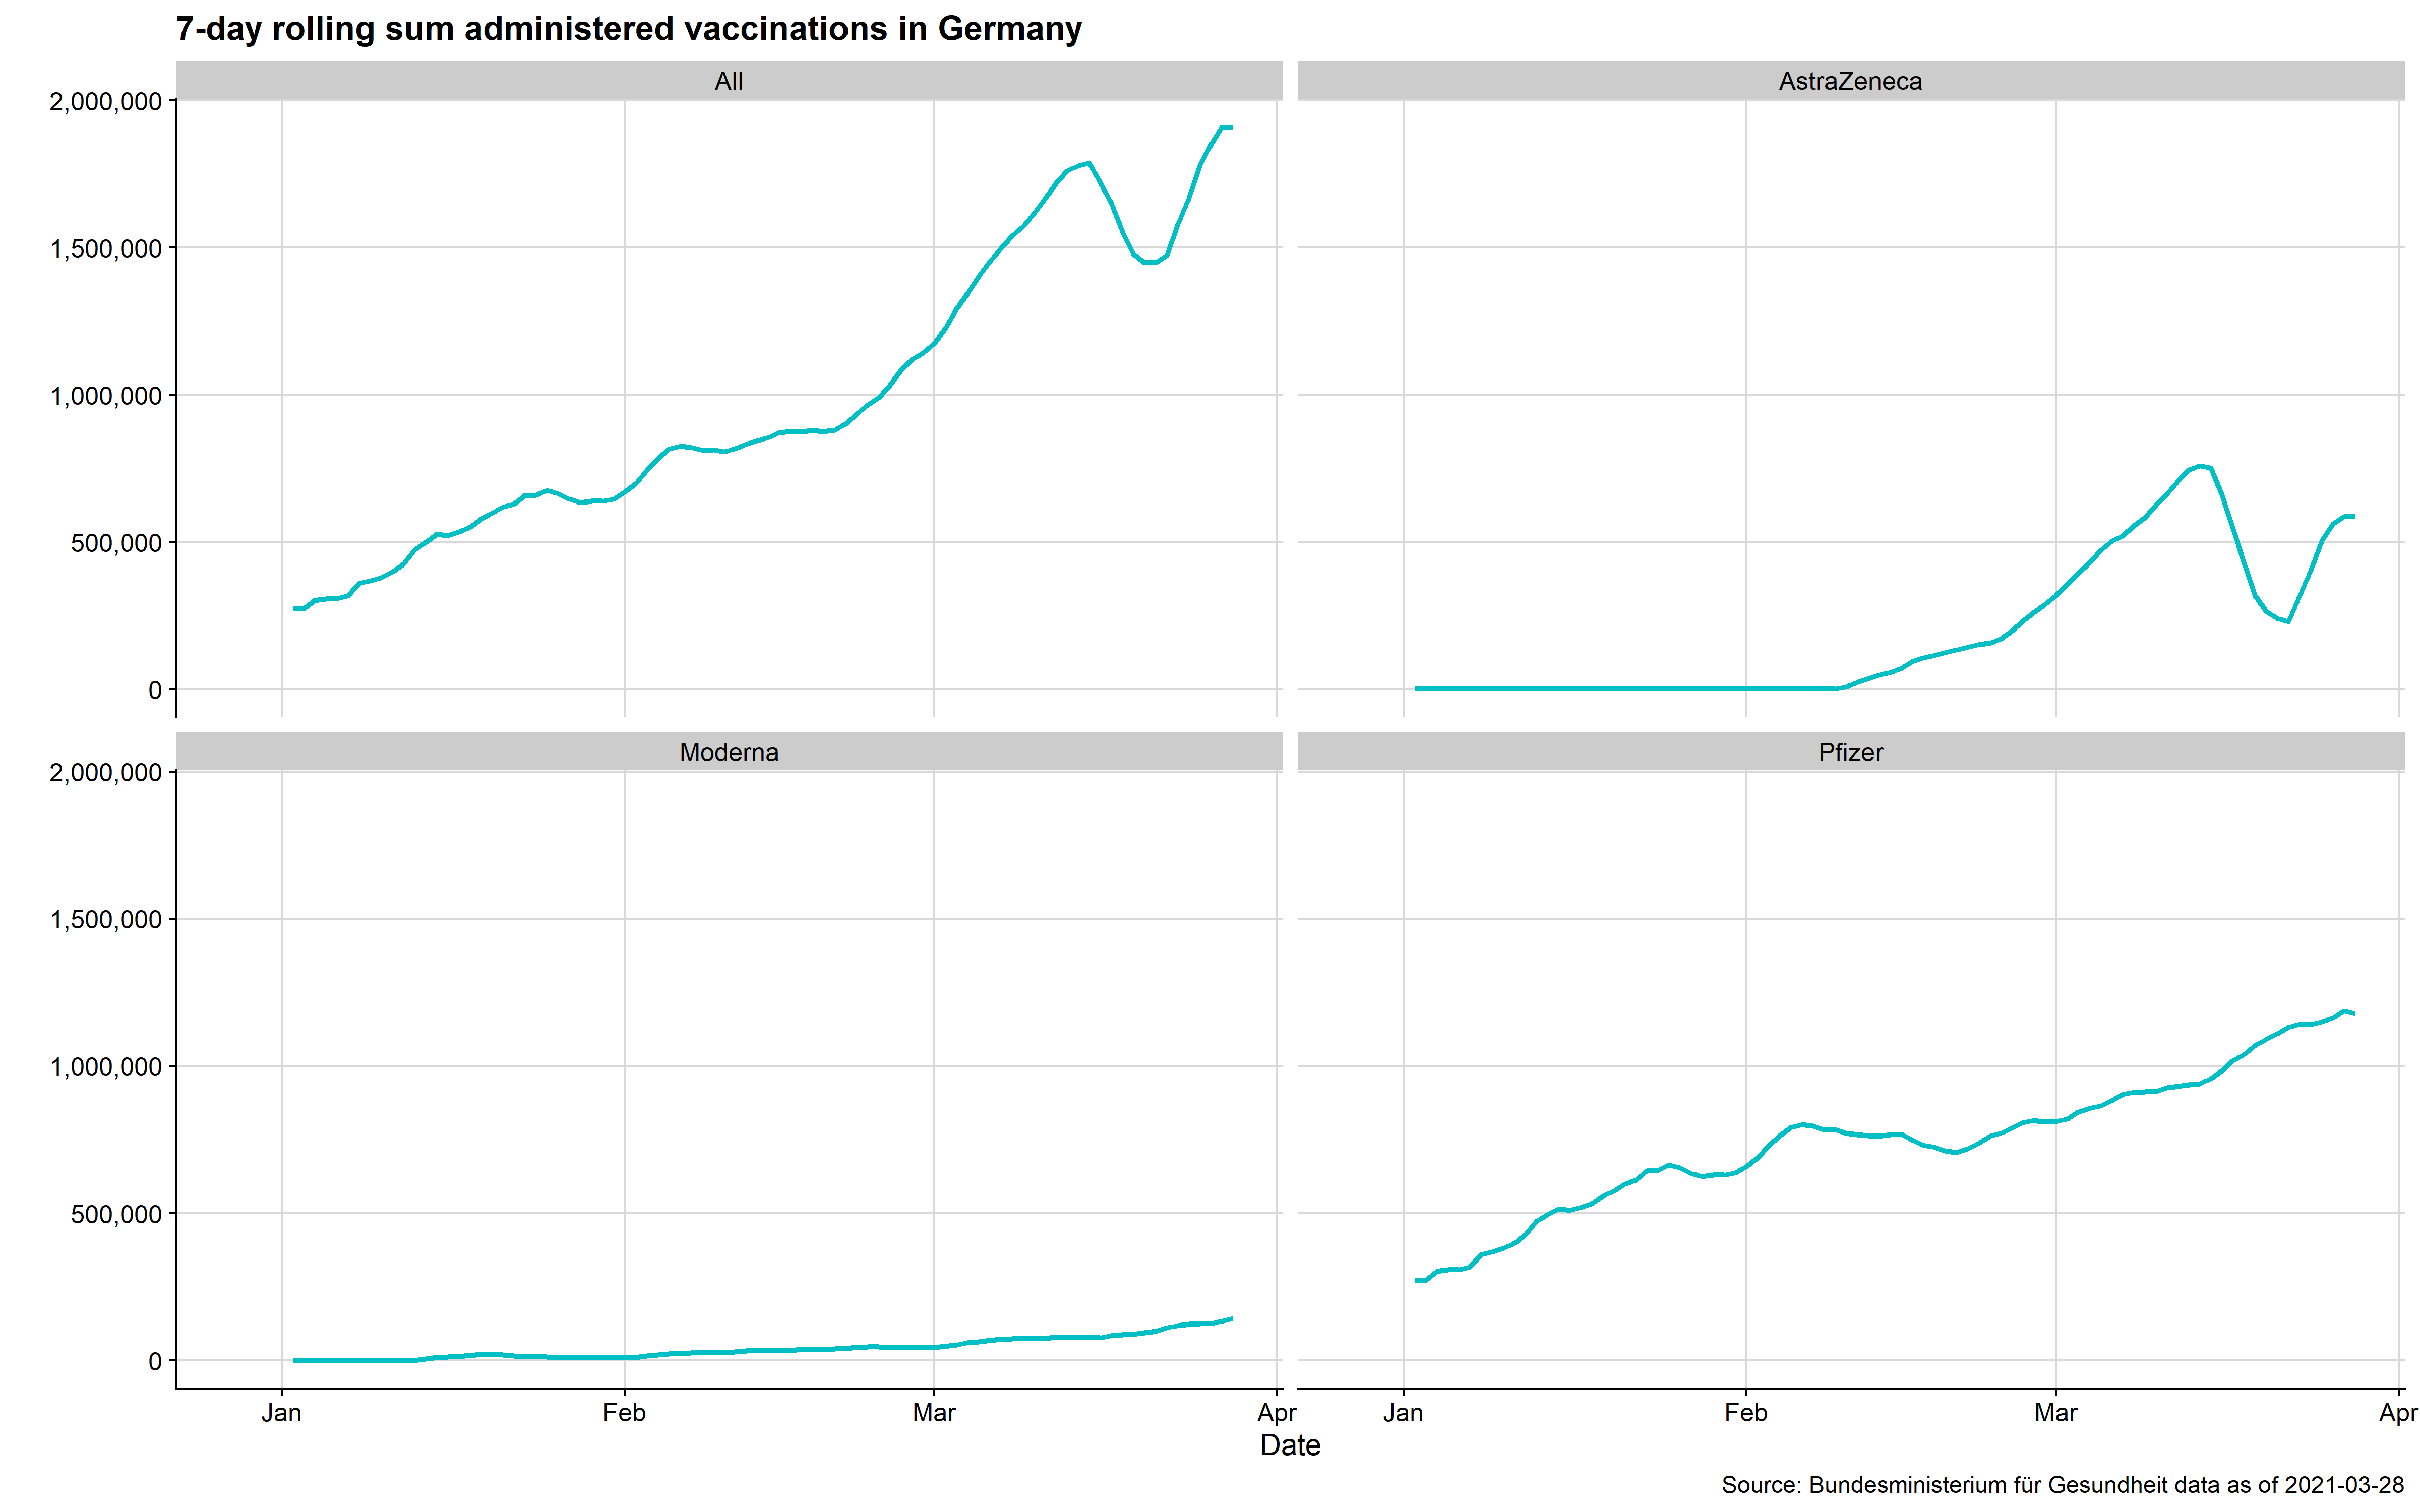 7-day rolling sum administered vaccinations in Germany
All
AstraZeneca
2,000,000
1,500,000
1,000,000
500,000
0
Moderna
Pfizer
2,000,000
1,500,000
1,000,000
500,000
0
Jan Feb Mar Apr Jan Feb Mar Apr
Date
Source: Bundesministerium für Gesundheit data as of 2021-03-28